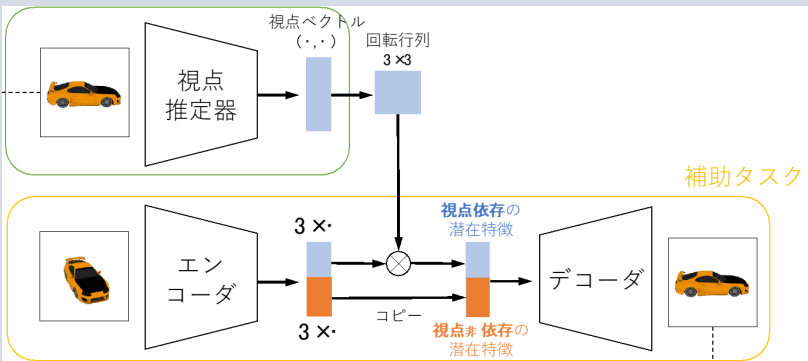 視点ベクトル
(･,･)
回転行列
3 ×3
視点
推定器
補助タスク
3 ×･
視点依存の
潜在特徴
エン
コーダ
デコーダ
コピー
3 ×･
視点非 依存の
潜在特徴